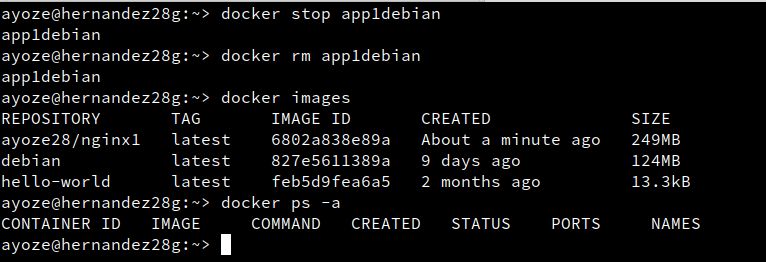 ayoze@hernandez28g:~> docker stop app1debian
app1debian
ayoze@hernandez28g:~> docker rm app1debian
app1debian
ayoze@hernandez28g:~> docker images
REPOSITORY TAG IMAGE ID CREATED SIZE
ayoze28/nginx1 latest 6802a838e89a About a minute ago 249MB
debian latest 827e5611389a 9 days ago 124MB
hello-world latest feb5d9fea6a5 2 months ago 13.3kB
ayoze@hernandez28g:~> docker ps -a
CONTAINER ID IMAGE COMMAND CREATED STATUS PORTS NAMES
ayoze@hernandez28g:~>